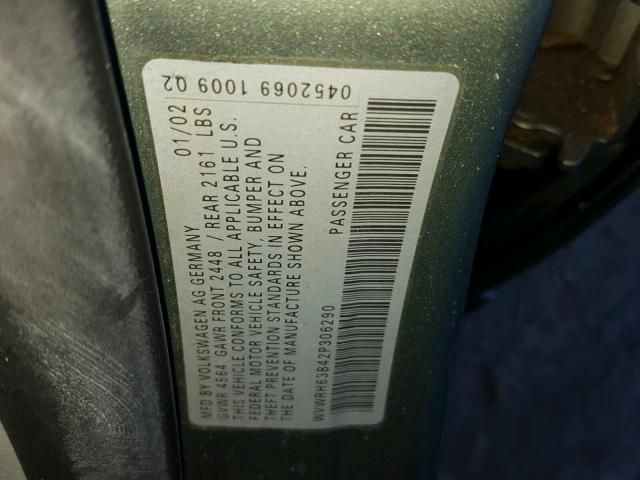 MFD BY VOLKSWAGEN AG GERMANY 01/02
GVWR 4564 GAWR FRONT 2448 / REAR 2161 LBS
THIS VEHICLE CONFORMS TO ALL APPLICABLE U.S.
FEDERAL MOTOR VEHICLE SAFETY, BUMPER AND
THEFT PREVENTION STANDARDS IN EFFECT ON
THE DATE OF MANUFACTURE SHOWN ABOVE.
WVWRH63B42P306290 PASSENGER CAR
0452069 1009 Q2